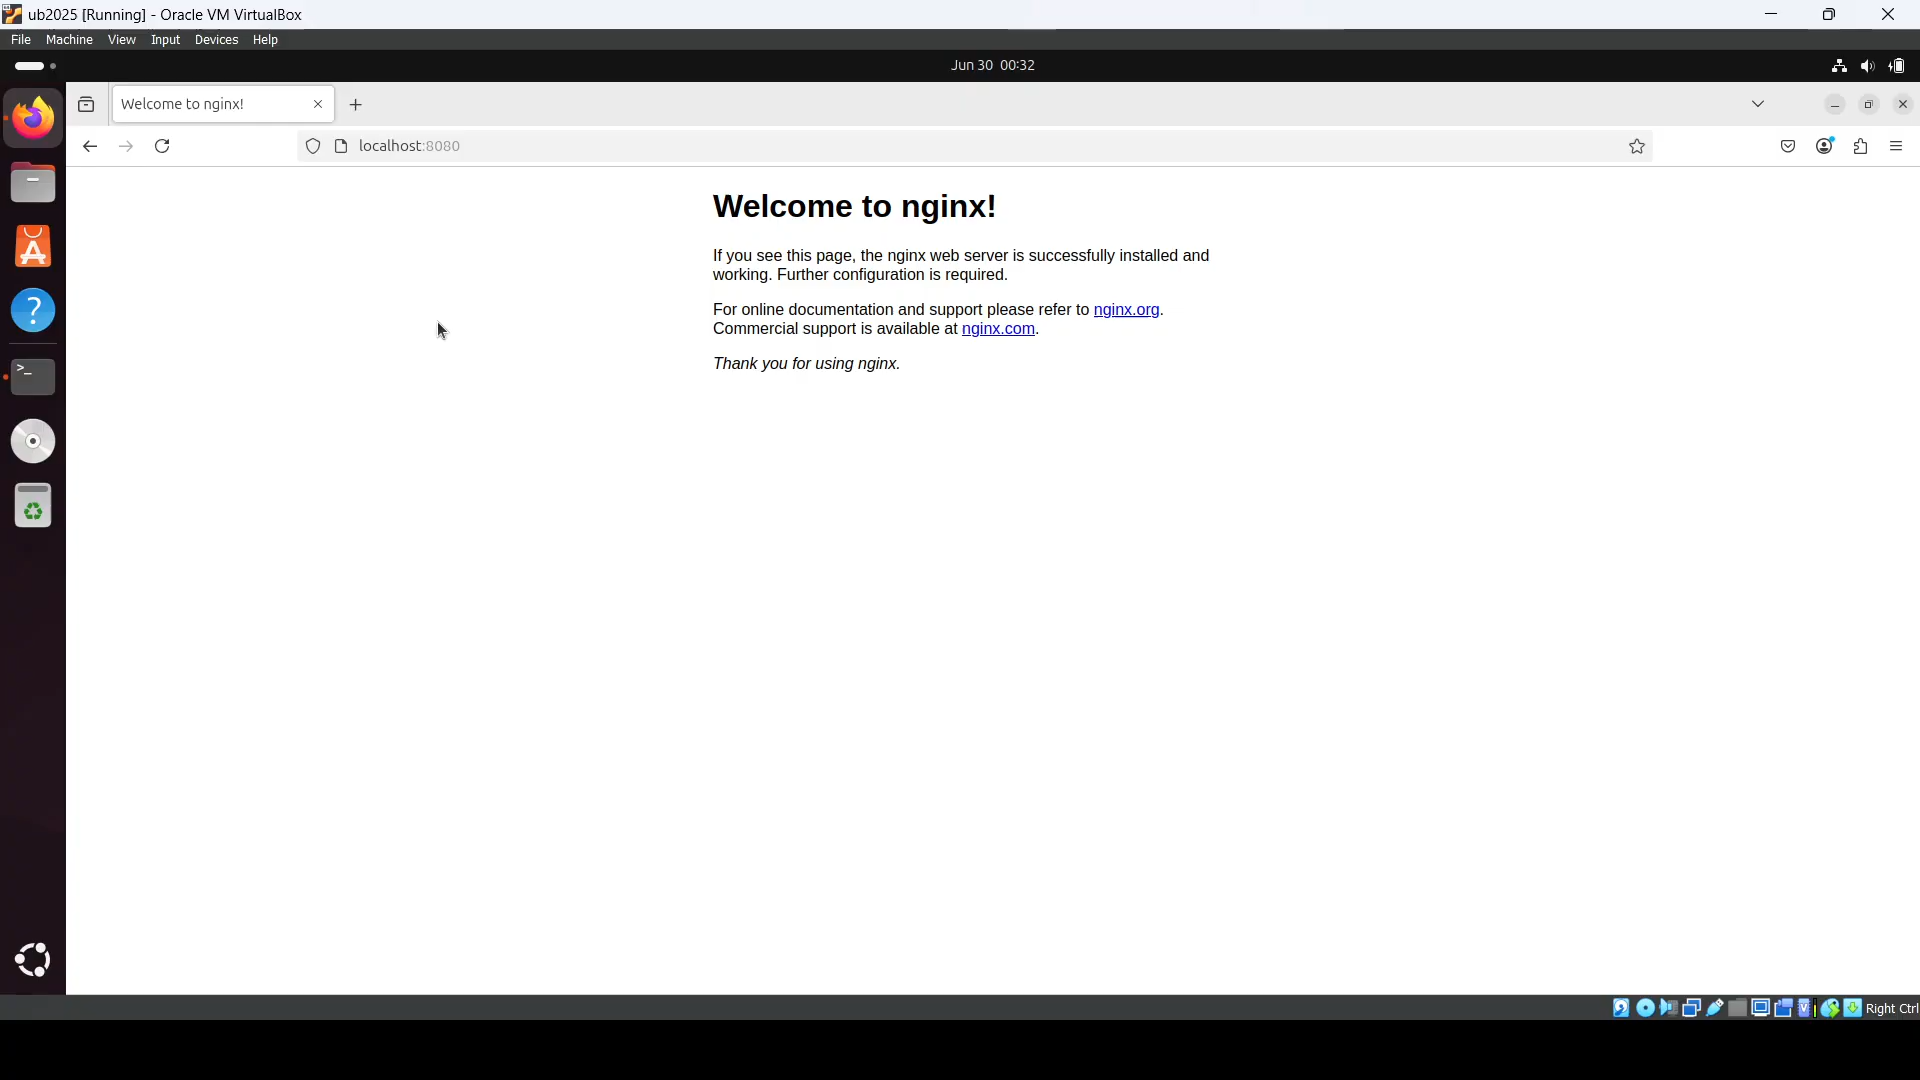 ub2025 [Running] - Oracle VM VirtualBox
File Machine View Input Devices Help
Jun 30 00:32
Welcome to nginx!
localhost:8080
Welcome to nginx!
If you see this page, the nginx web server is successfully installed and
working. Further configuration is required.
For online documentation and support please refer to nginx.org.
Commercial support is available at nginx.com.
Thank you for using nginx.
Right Ctrl